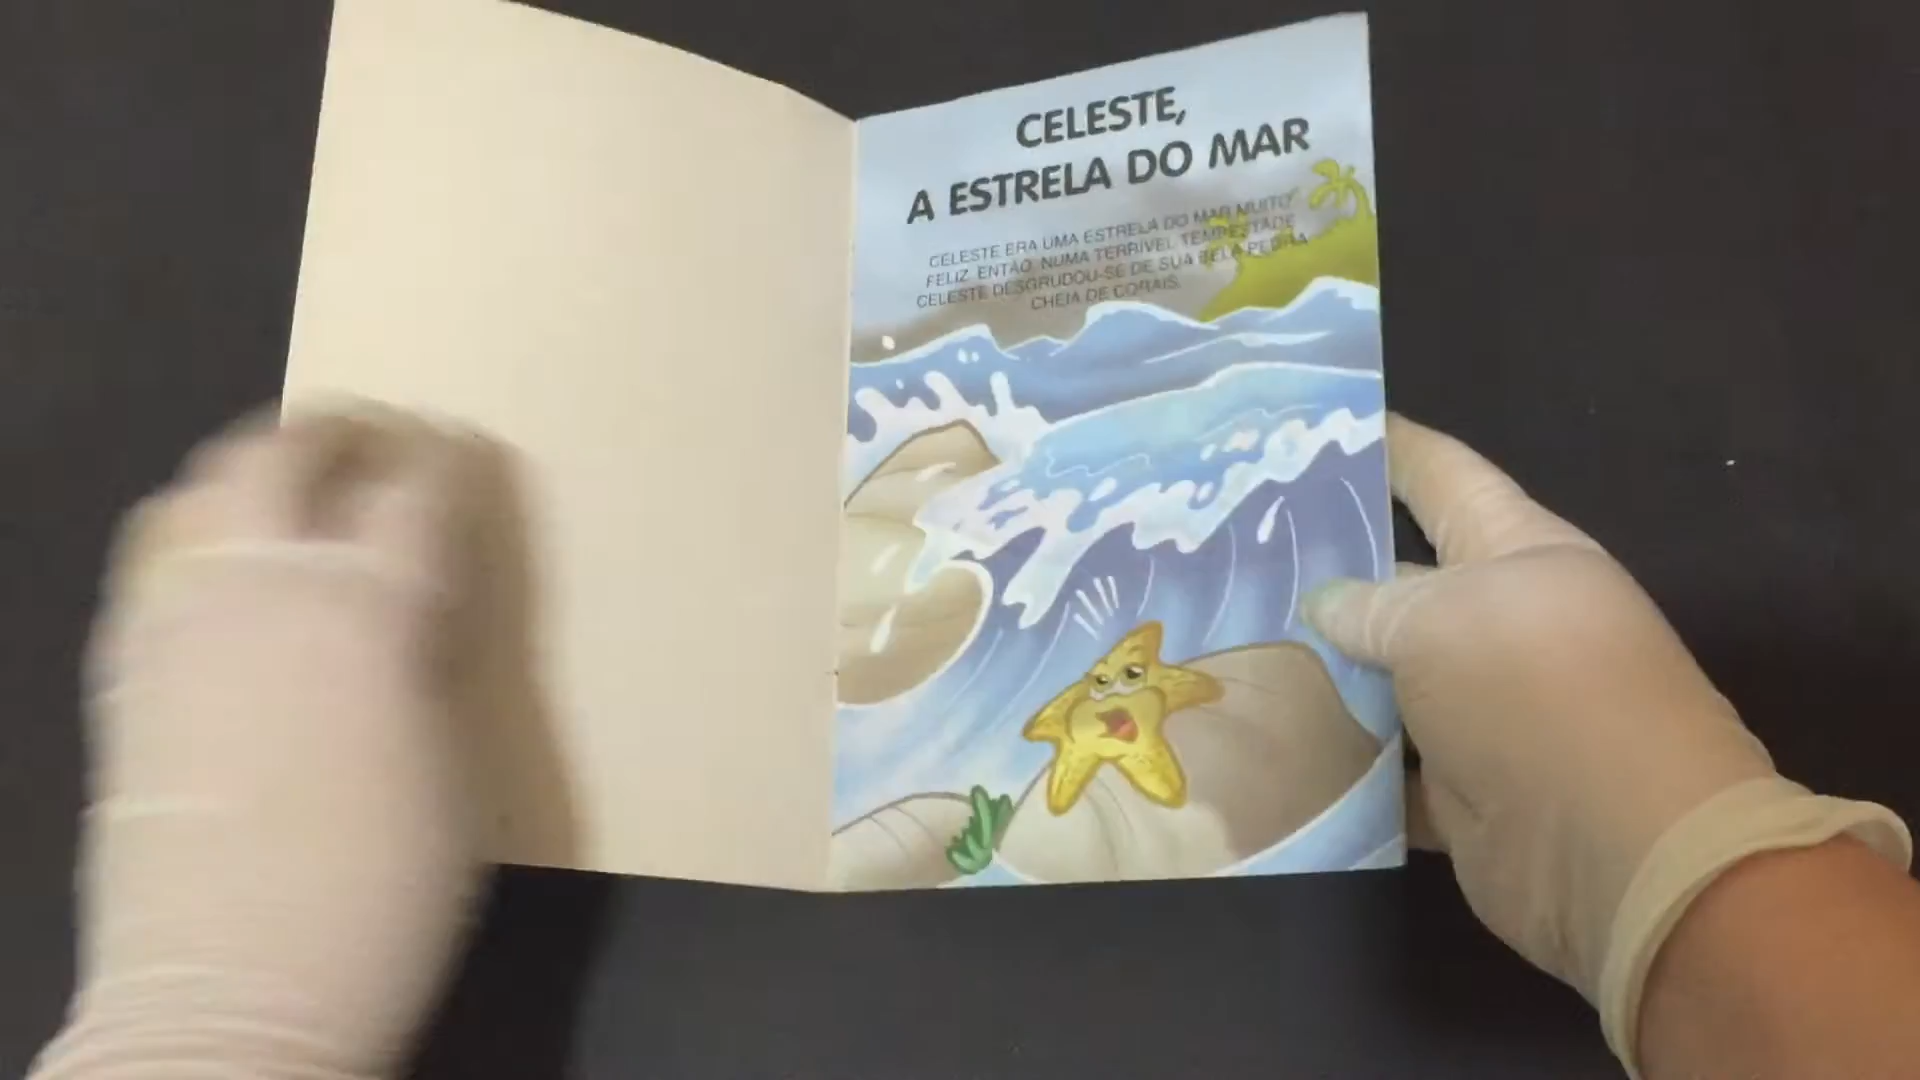 CELESTE,
A ESTRELA DO MAR
CELESTE ERA UMA ESTRELA DO MAR MUITO
FELIZ. ENTÃO, NUMA TERRÍVEL TEMPESTADE
CELESTE DESGRUDOU-SE DE SUA BELA PEDRA
CHEIA DE CORAIS.